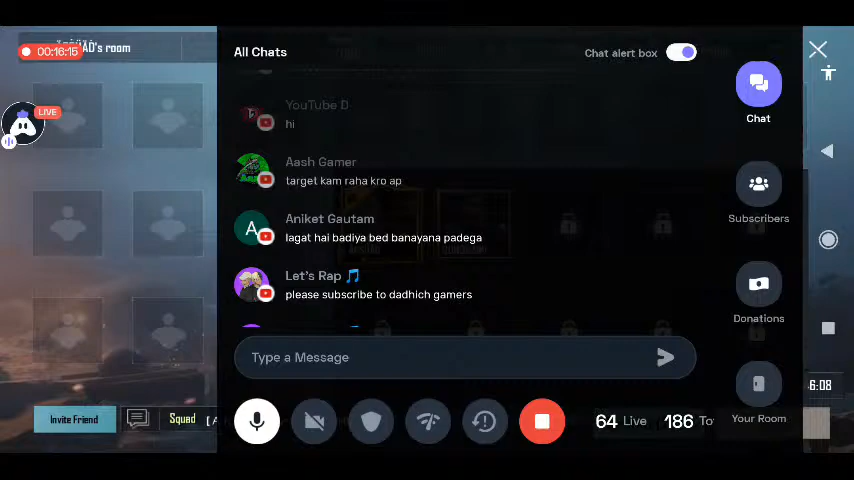 00:16:15
ÄD's room
LIVE
All Chats
Chat alert box
YouTube D
hi
Aash Gamer
target kam raha kro ap
A
Aniket Gautam
lagat hai badiya bed banayana padega
Let's Rap 🎵
please subscribe to dadhich gamers
Type a Message
Chat
Subscribers
Donations
Your Room
6:08
Invite Friend
Squad
[ A
64 Live
186 To